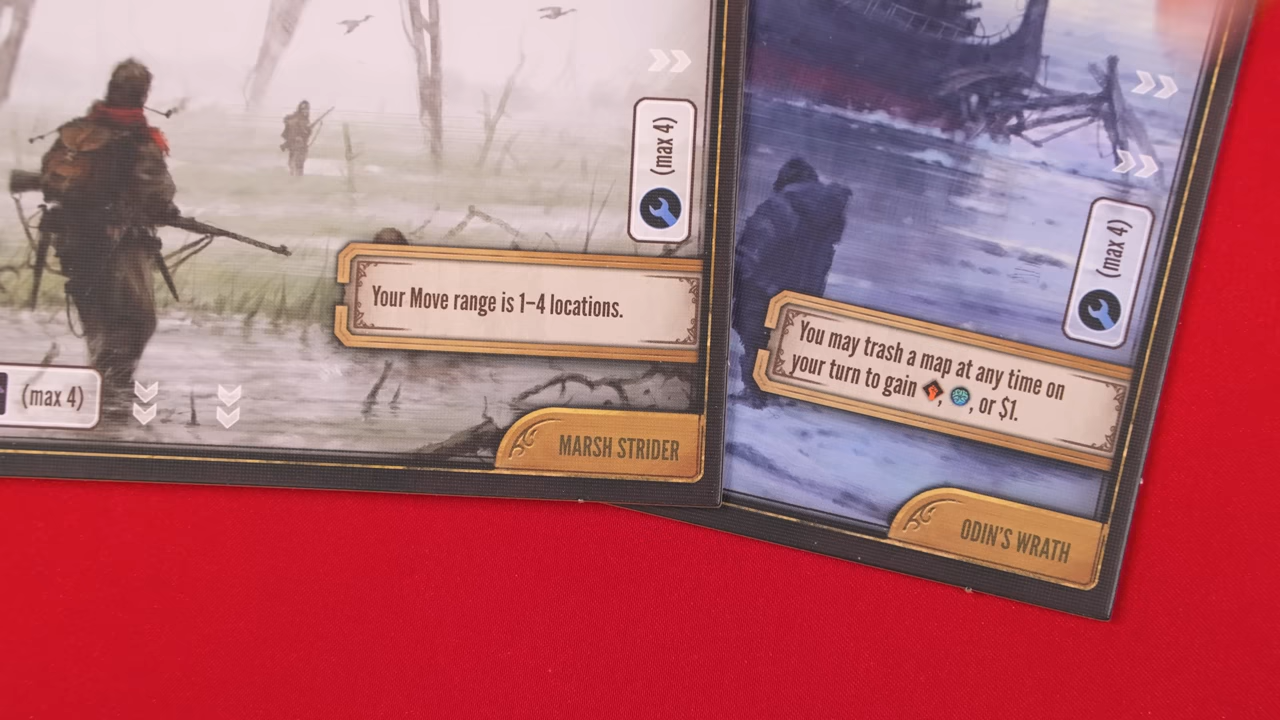 (max 4)
Your Move range is 1–4 locations.
(max 4)
MARSH STRIDER
(max 4)
You may trash a map at any time on
your turn to gain , , or $1.
ODIN'S WRATH